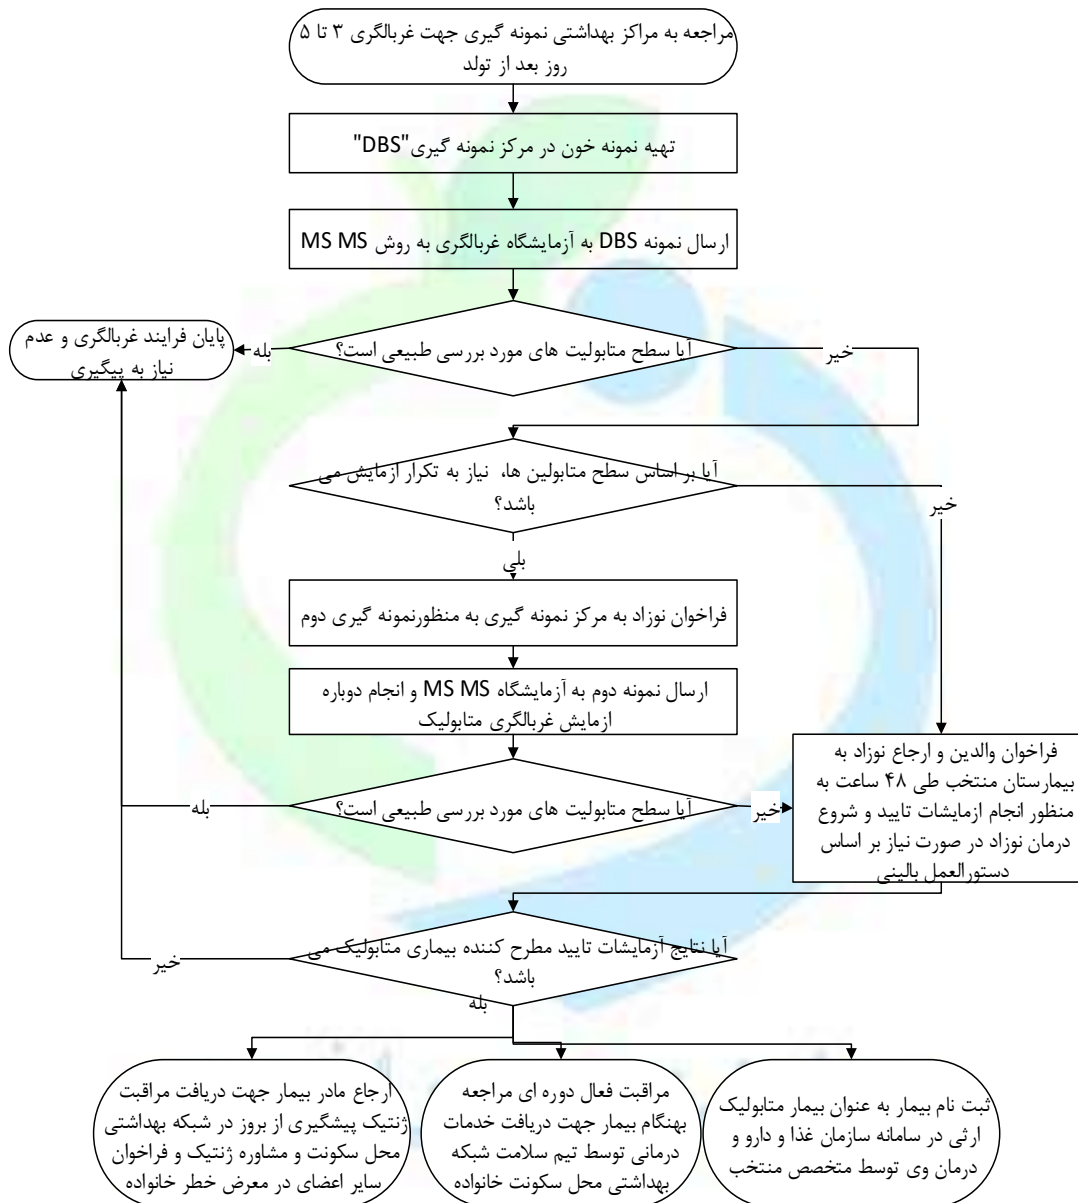 مراجعه به مراکز بهداشتی نمونه گیری جهت غربالگری ۳ تا ۵
روز بعد از تولد
تهیه نمونه خون در مرکز نمونه گیری"DBS"
ارسال نمونه DBS به آزمایشگاه غربالگری به روش MS MS
آیا سطح متابولیت های مورد بررسی طبیعی است؟
بله
خیر
پایان فرایند غربالگری و عدم
نیاز به پیگیری
آیا بر اساس سطح متابولین ها، نیاز به تکرار ازمایش می
باشد؟
خیر
بلی
فراخوان نوزاد به مرکز نمونه گیری به منظورنمونه گیری دوم
ارسال نمونه دوم به آزمایشگاه MS MS و انجام دوباره
ازمایش غربالگری متابولیک
آیا سطح متابولیت های مورد بررسی طبیعی است؟
بله
خیر
فراخوان والدین و ارجاع نوزاد به
بیمارستان منتخب طی ۴۸ ساعت به
منظور انجام ازمایشات تایید و شروع
درمان نوزاد در صورت نیاز بر اساس
دستورالعمل بالینی
آیا نتایج آزمایشات تایید مطرح کننده بیماری متابولیک می
باشد؟
خیر
بله
ثبت نام بیمار به عنوان بیمار متابولیک
ارثی در سامانه سازمان غذا و دارو و
درمان وی توسط متخصص منتخب
مراقبت فعال دوره ای مراجعه
بهنگام بیمار جهت دریافت خدمات
درمانی توسط تیم سلامت شبکه
بهداشتی محل سکونت خانواده
ارجاع مادر بیمار جهت دریافت مراقبت
ژنتیک پیشگیری از بروز در شبکه بهداشتی
محل سکونت و مشاوره ژنتیک و فراخوان
سایر اعضای در معرض خطر خانواده